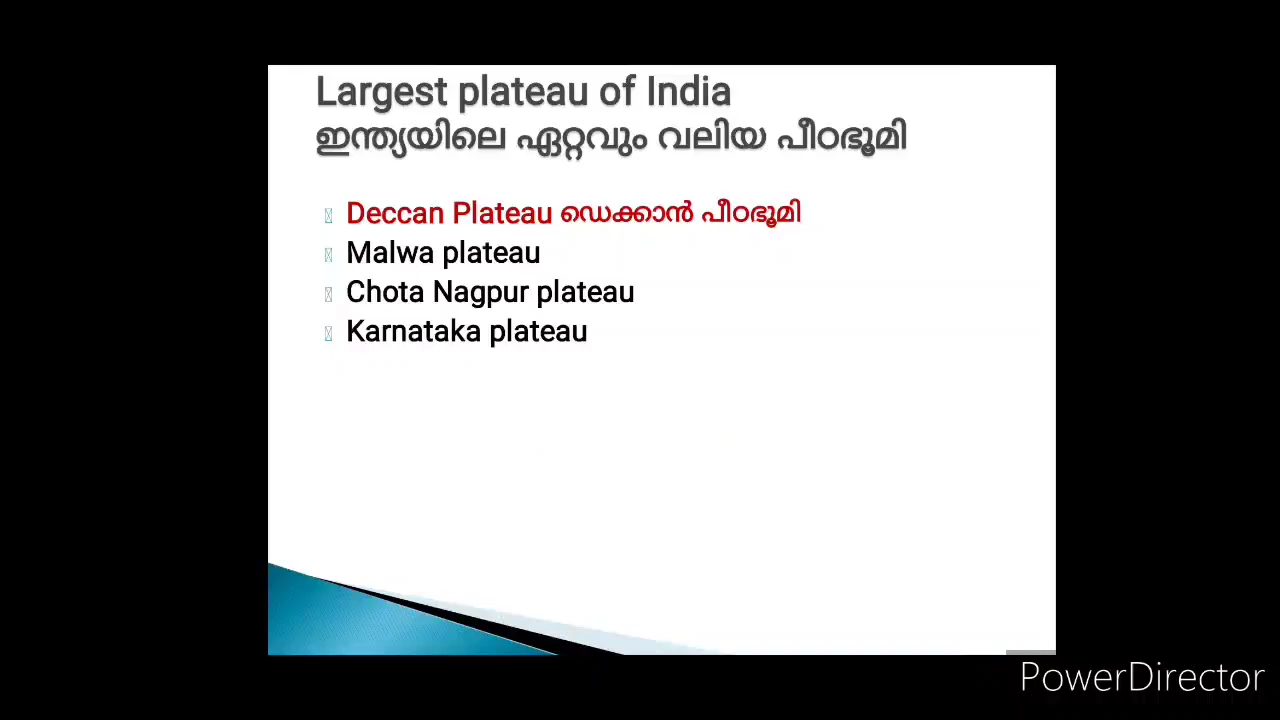 Largest plateau of India
ഇന്ത്യയിലെ ഏറ്റവും വലിയ പീഠഭൂമി
Deccan Plateau ഡെക്കാൻ പീഠഭൂമി
Malwa plateau
Chota Nagpur plateau
Karnataka plateau
PowerDirector